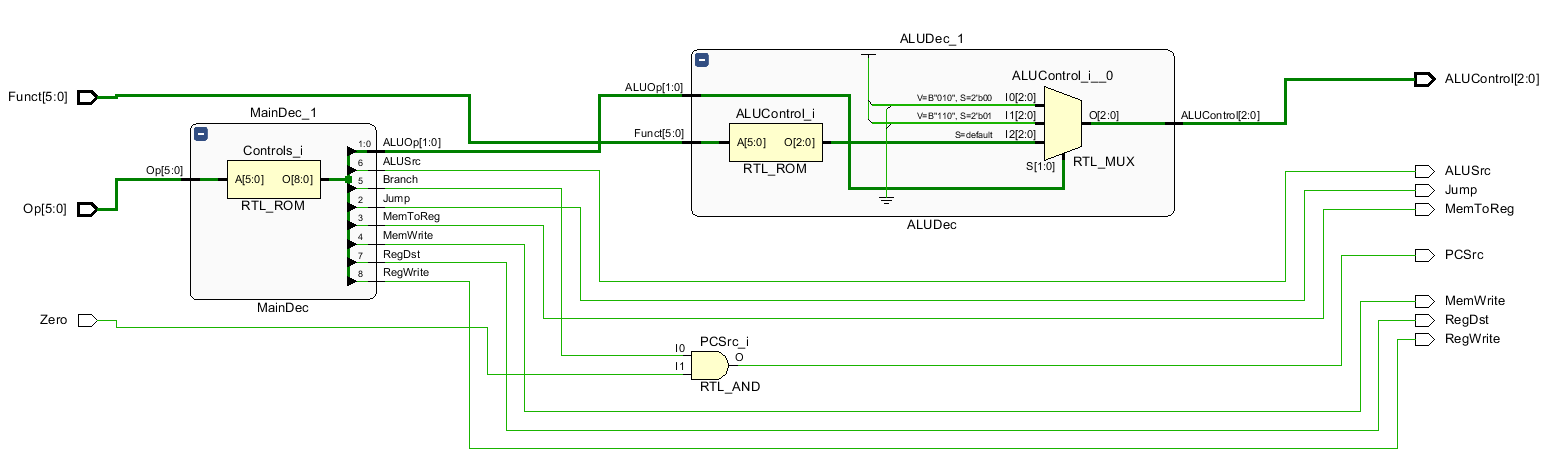 ALUDec_1
ALUOp[1:0]
Funct[5:0]
ALUControl_i
A[5:0] O[2:0]
RTL_ROM
V=B"010", S=2'b00 I0[2:0]
V=B"110", S=2'b01 I1[2:0]
S=default I2[2:0]
S[1:0]
ALUControl_i__0
O[2:0]
RTL_MUX
ALUControl[2:0]
ALUDec
ALUControl[2:0]
Funct[5:0]
MainDec_1
Op[5:0]
Op[5:0]
Controls_i
A[5:0] O[8:0]
RTL_ROM
1:0 ALUOp[1:0]
6 ALUSrc
5 Branch
2 Jump
3 MemToReg
4 MemWrite
7 RegDst
8 RegWrite
MainDec
Zero
PCSrc_i
I0
I1
O
RTL_AND
ALUSrc
Jump
MemToReg
PCSrc
MemWrite
RegDst
RegWrite